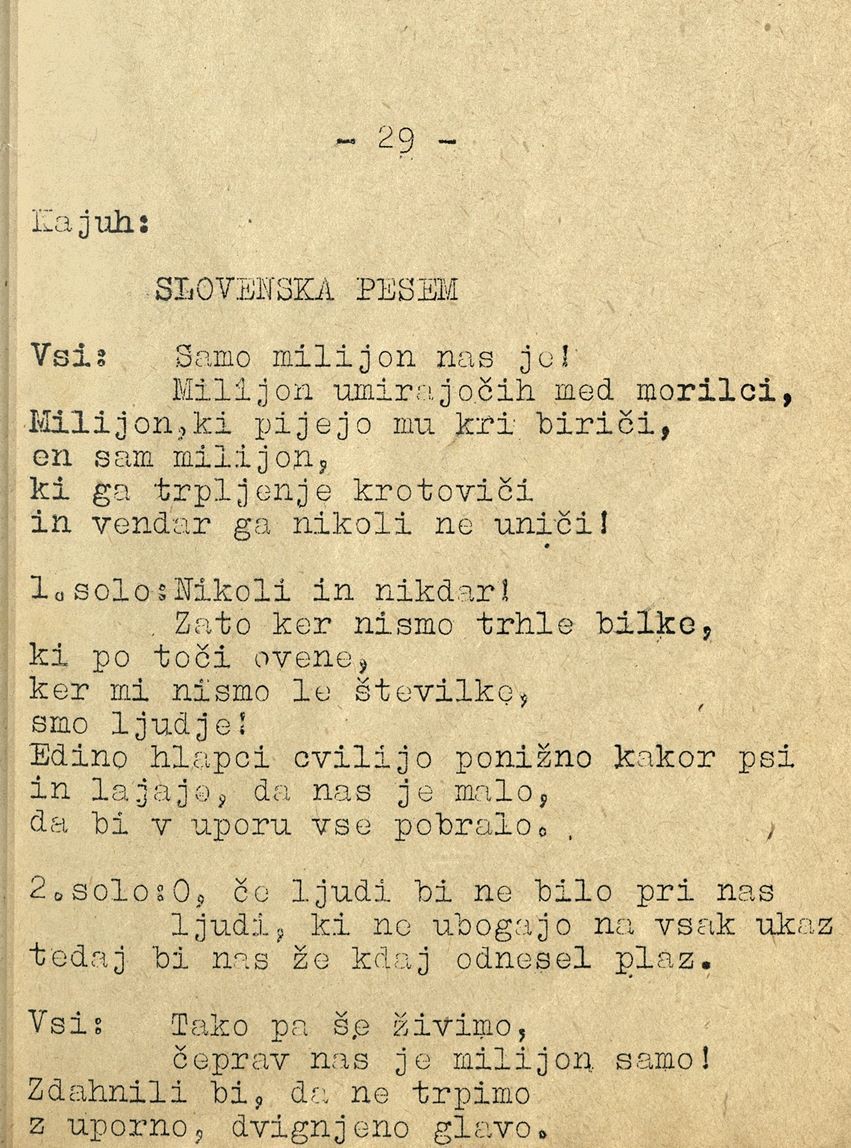 - 29 -
Kajuh:
SLOVENSKA PESEM
Vsi: Samo milijon nas je!
Milijon umirajočih med morilci,
Milijon,ki pijejo mu kri biriči,
en sam milijon,
ki ga trpljenje krotoviči
in vendar ga nikoli ne uniči!
1.solo:Nikoli in nikdar!
Zato ker nismo trhle bilke,
ki po toči ovene,
ker mi nismo le številke,
smo ljudje!
Edino hlapci cvilijo ponižno kakor psi
in lajajo, da nas je malo,
da bi v uporu vse pobralo.
2.solo:O, če ljudi bi ne bilo pri nas
ljudi, ki ne ubogajo na vsak ukaz
tedaj bi nas že kdaj odnesel plaz.
Vsi: Tako pa še živimo,
čeprav nas je milijon samo!
Zdahnili bi, da ne trpimo
z uporno, dvignjeno glavo.